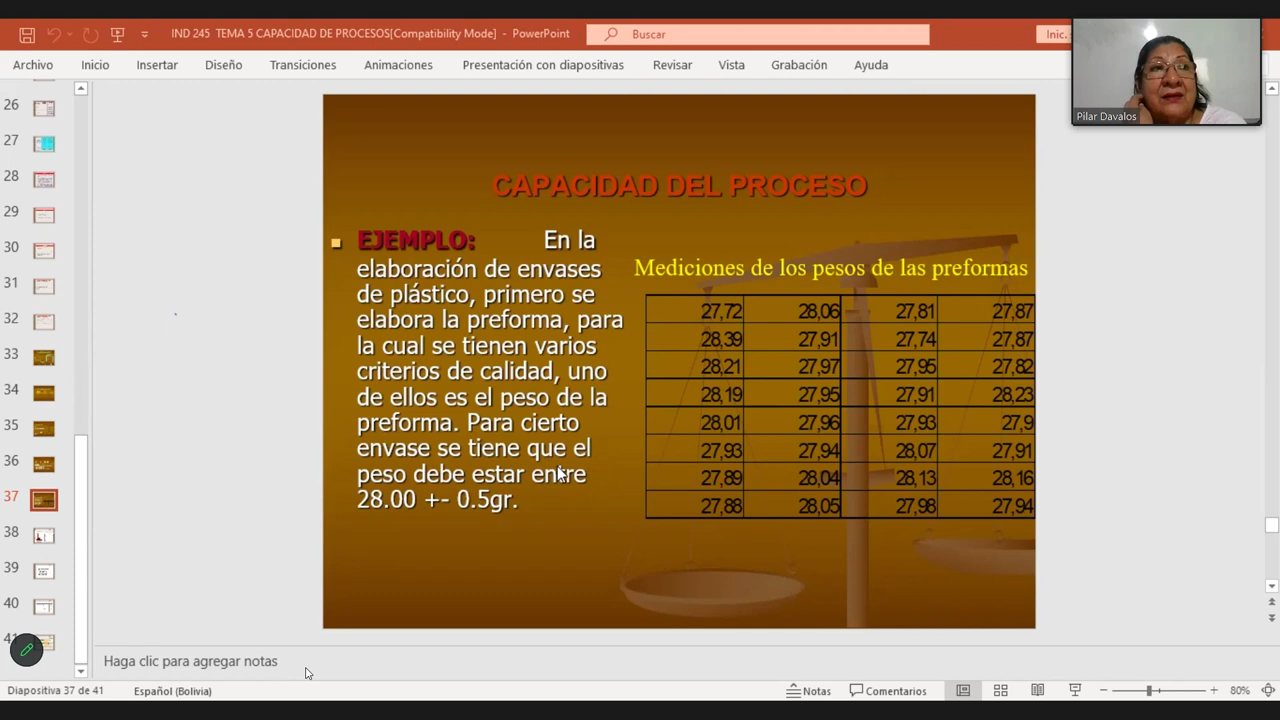 IND 245 TEMA 5 CAPACIDAD DE PROCESOS[Compatibility Mode] - PowerPoint
Buscar
Inic.
Archivo Inicio Insertar Diseño Transiciones Animaciones Presentación con diapositivas Revisar Vista Grabación Ayuda
Pilar Davalos
26
27
28
29
30
31
32
33
34
35
36
37
38
39
40
41
CAPACIDAD DEL PROCESO
EJEMPLO: En la
elaboración de envases
de plástico, primero se
elabora la preforma, para
la cual se tienen varios
criterios de calidad, uno
de ellos es el peso de la
preforma. Para cierto
envase se tiene que el
peso debe estar entre
28.00 +- 0.5gr.
Mediciones de los pesos de las preformas
27,72 28,06 27,81 27,87
28,39 27,91 27,74 27,87
28,21 27,97 27,95 27,82
28,19 27,95 27,91 28,23
28,01 27,96 27,93 27,9
27,93 27,94 28,07 27,91
27,89 28,04 28,13 28,16
27,88 28,05 27,98 27,94
Haga clic para agregar notas
Diapositiva 37 de 41 Español (Bolivia) Notas Comentarios 80%